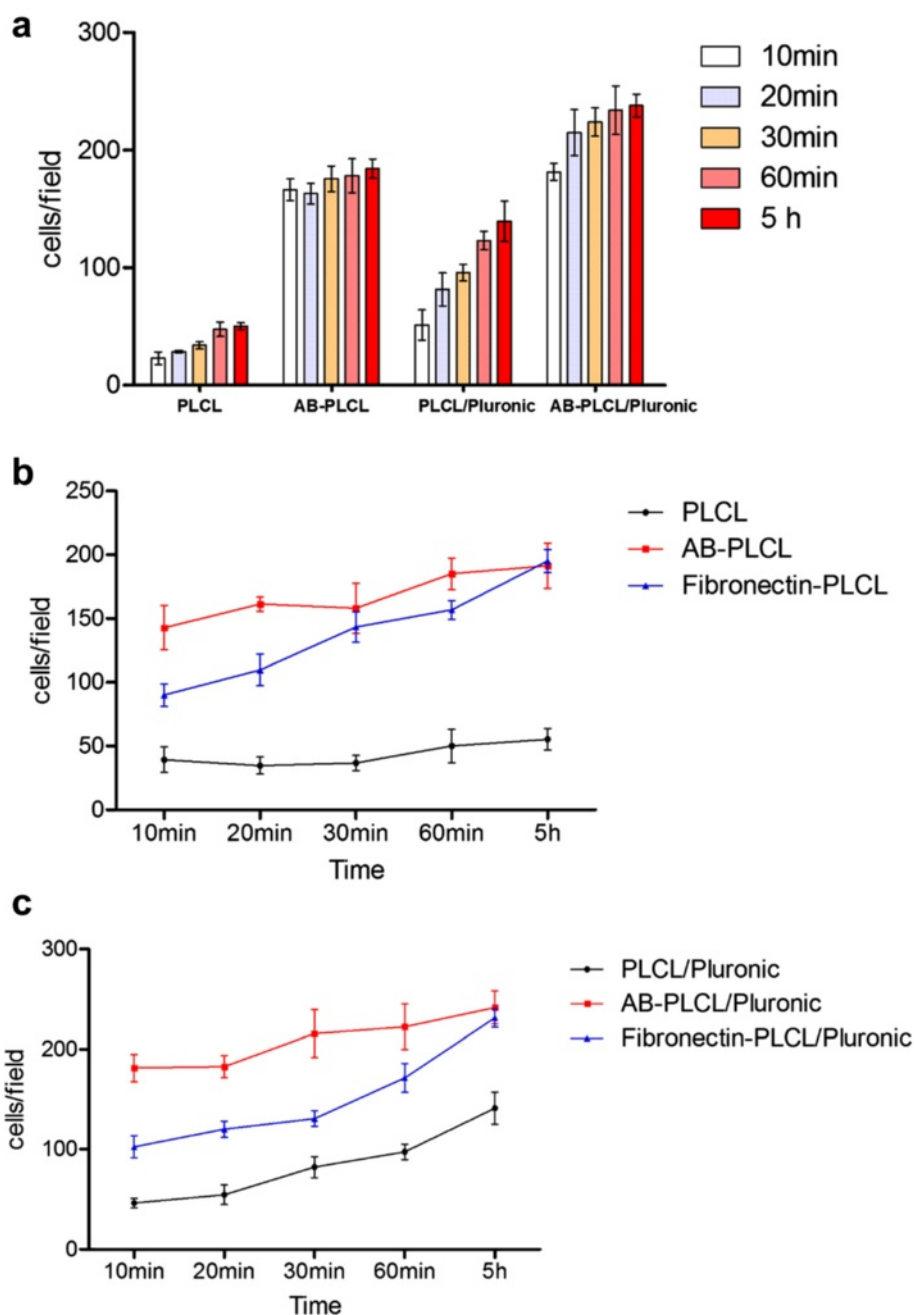 a
300
200
100
0
cells/field
PLCL
AB-PLCL
PLCL/Pluronic
AB-PLCL/Pluronic
10min
20min
30min
60min
5 h
b
250
200
150
100
50
0
cells/field
10min
20min
30min
60min
5h
Time
PLCL
AB-PLCL
Fibronectin-PLCL
c
300
200
100
0
cells/field
10min
20min
30min
60min
5h
Time
PLCL/Pluronic
AB-PLCL/Pluronic
Fibronectin-PLCL/Pluronic